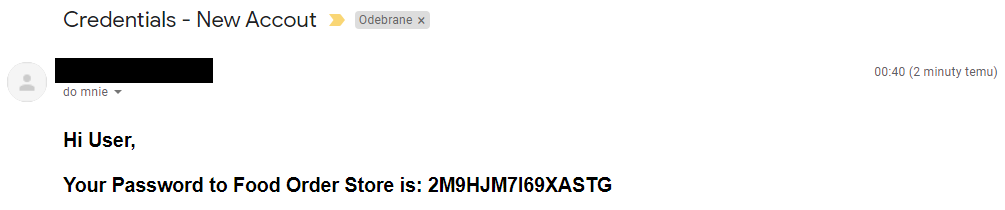 Credentials - New Accout Odebrane ×
00:40 (2 minuty temu)
do mnie
Hi User,
Your Password to Food Order Store is: 2M9HJM7I69XASTG